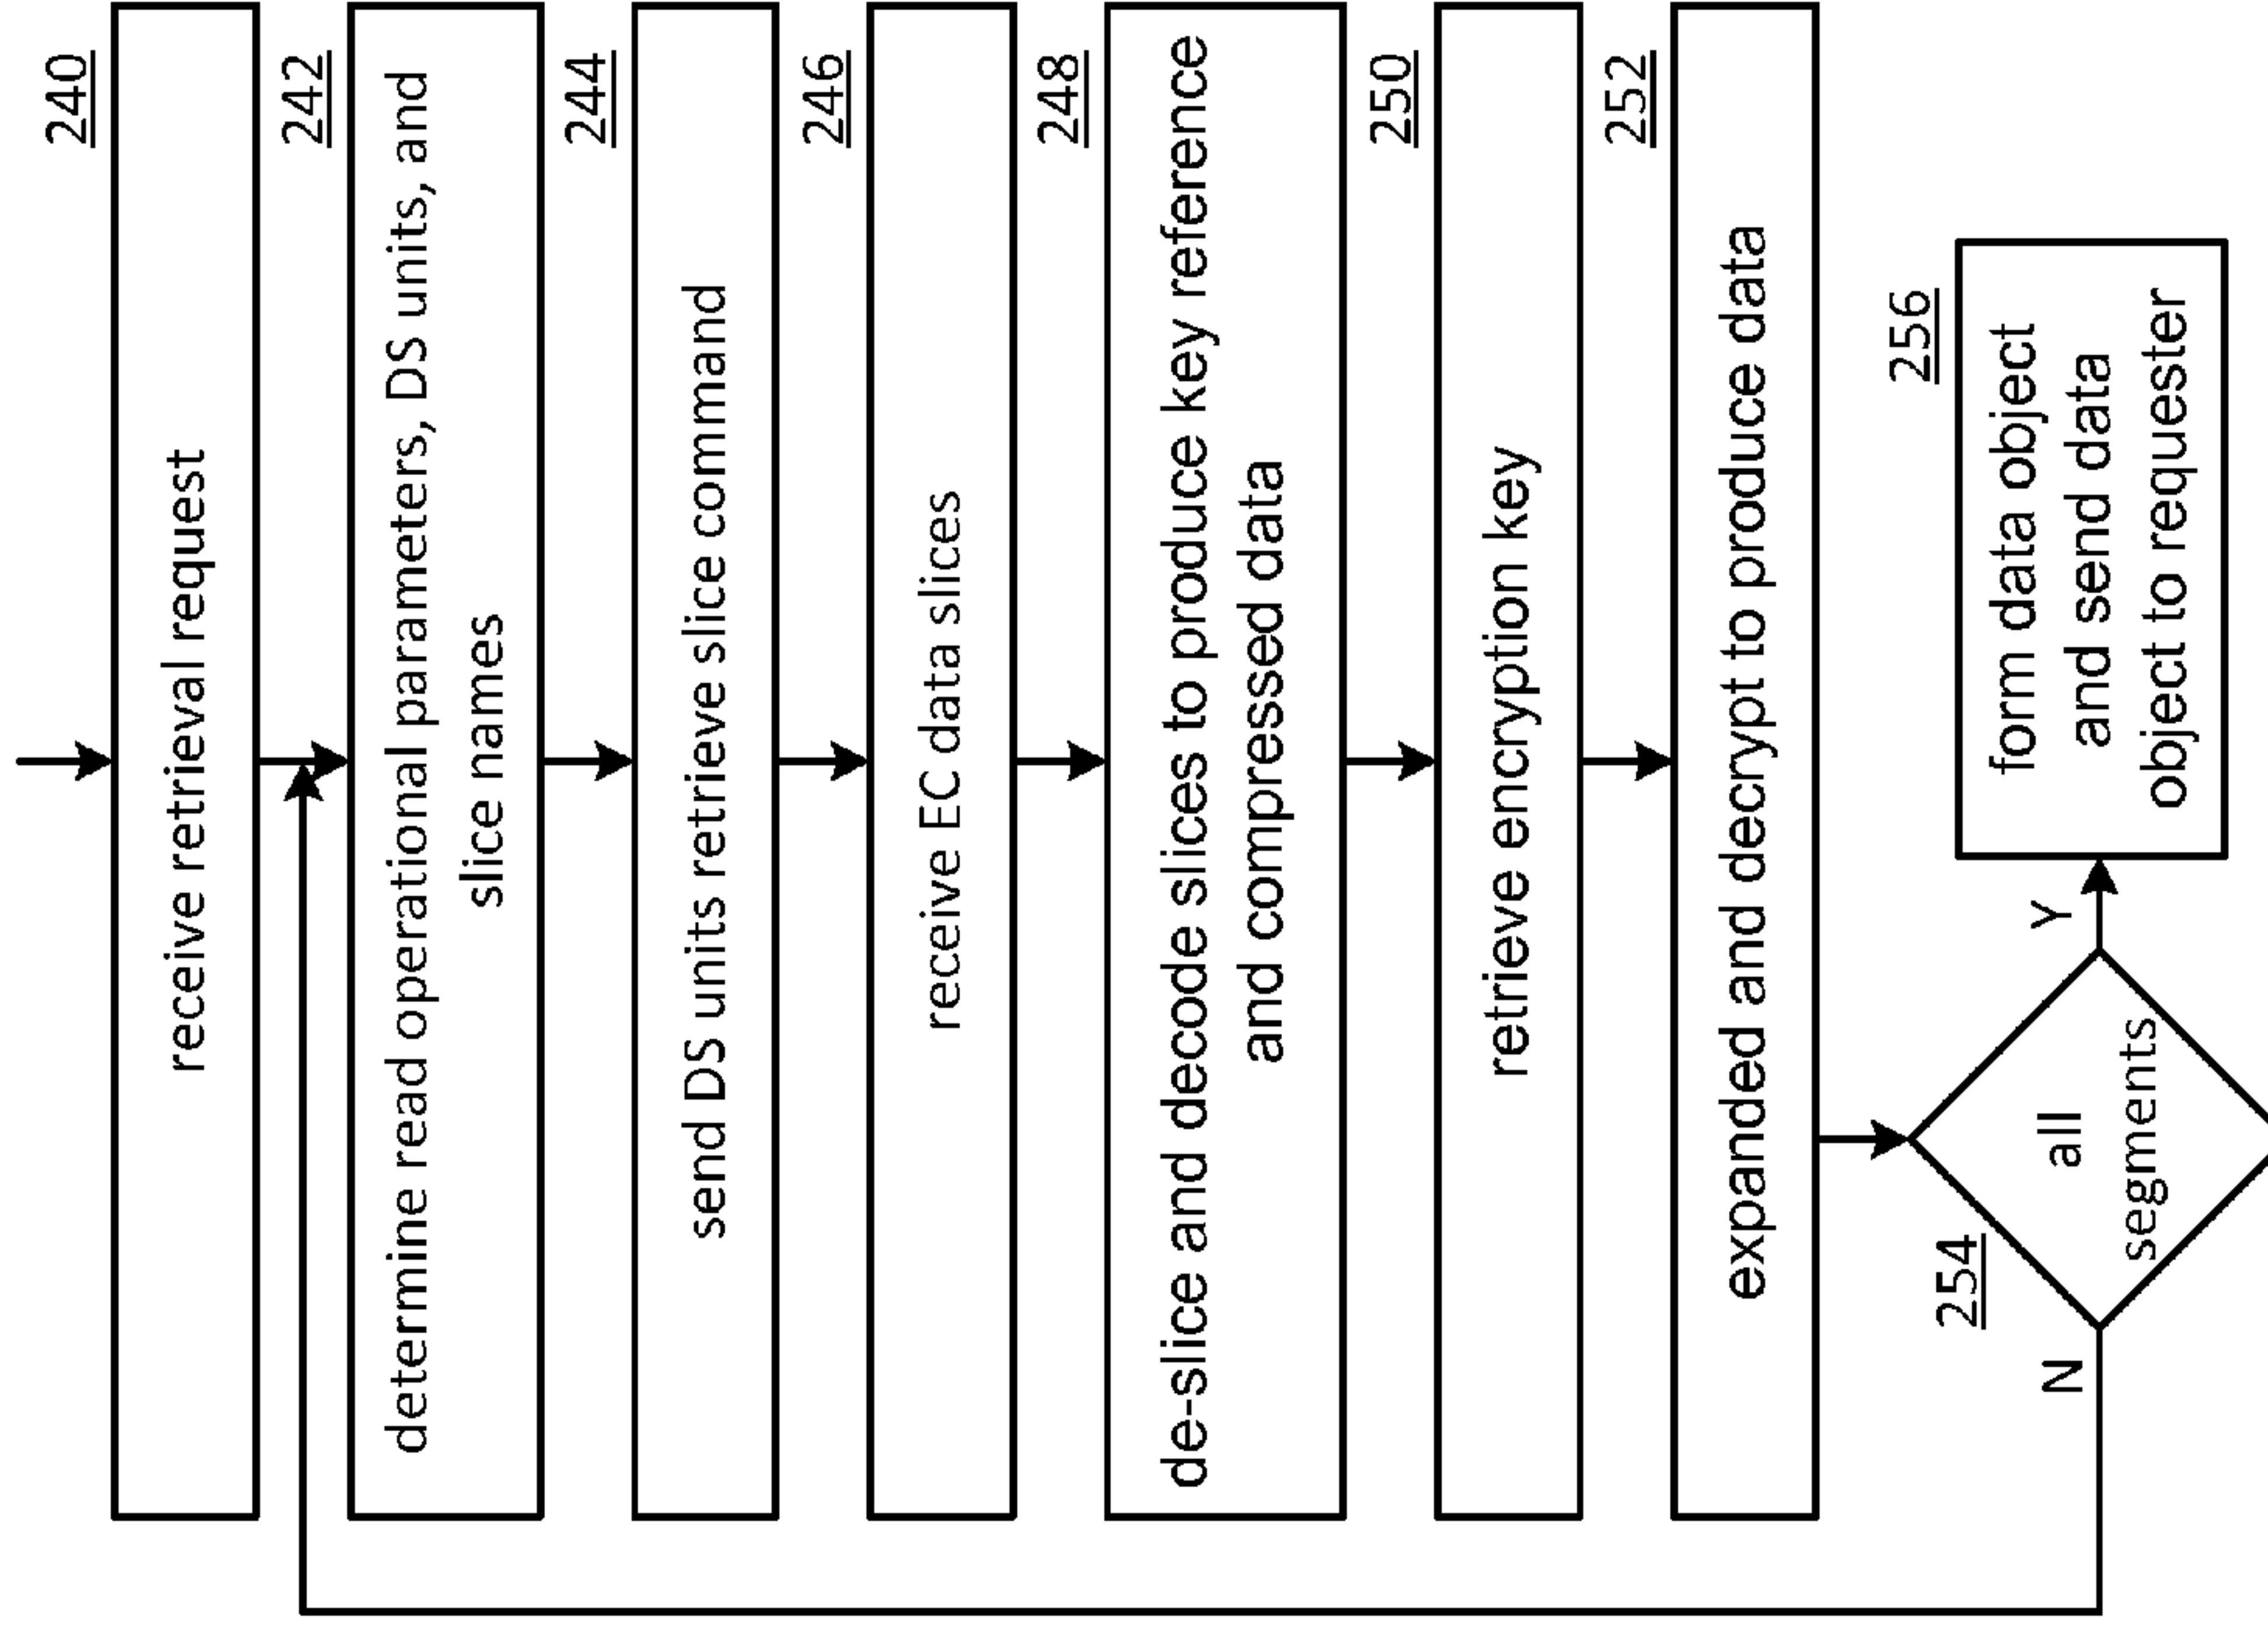 240
receive retrieval request
242
determine read operational parameters, DS units, and
slice names
244
send DS units retrieve slice command
246
receive EC data slices
248
de-slice and decode slices to produce key reference
and compressed data
250
retrieve encryption key
252
expanded and decrypt to produce data
254
all
segments
N
Y
256
form data object
and send data
object to requester